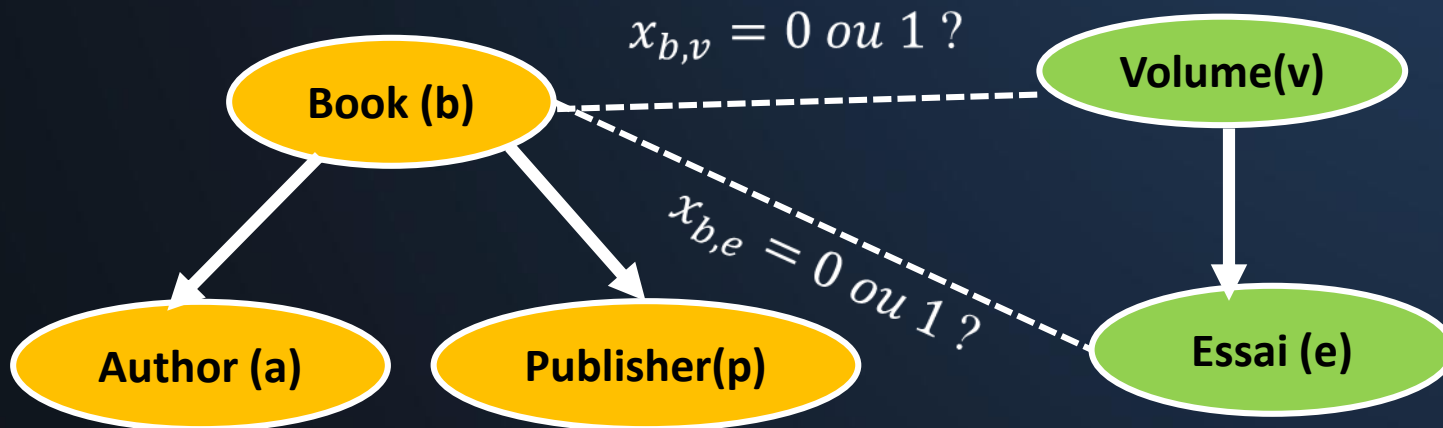 x_{b,v} = 0 ou 1 ?
Book (b)
Volume(v)
x_{b,e} = 0 ou 1 ?
Author (a)
Publisher(p)
Essai (e)